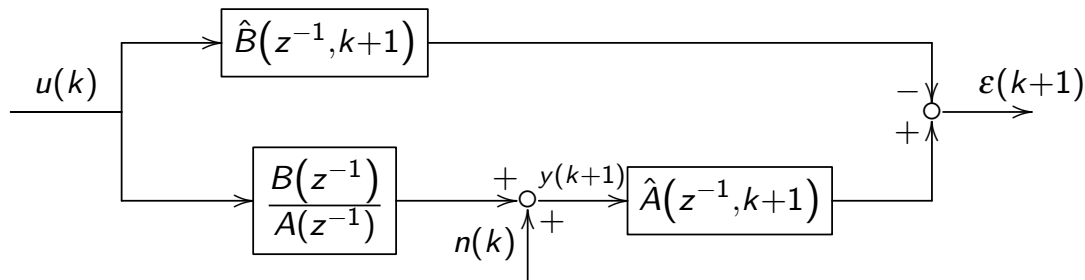 B̂(z⁻¹,k+1)
u(k)
−
ε(k+1)
+
B(z⁻¹)
A(z⁻¹)
+
y(k+1)
Â(z⁻¹,k+1)
+
n(k)